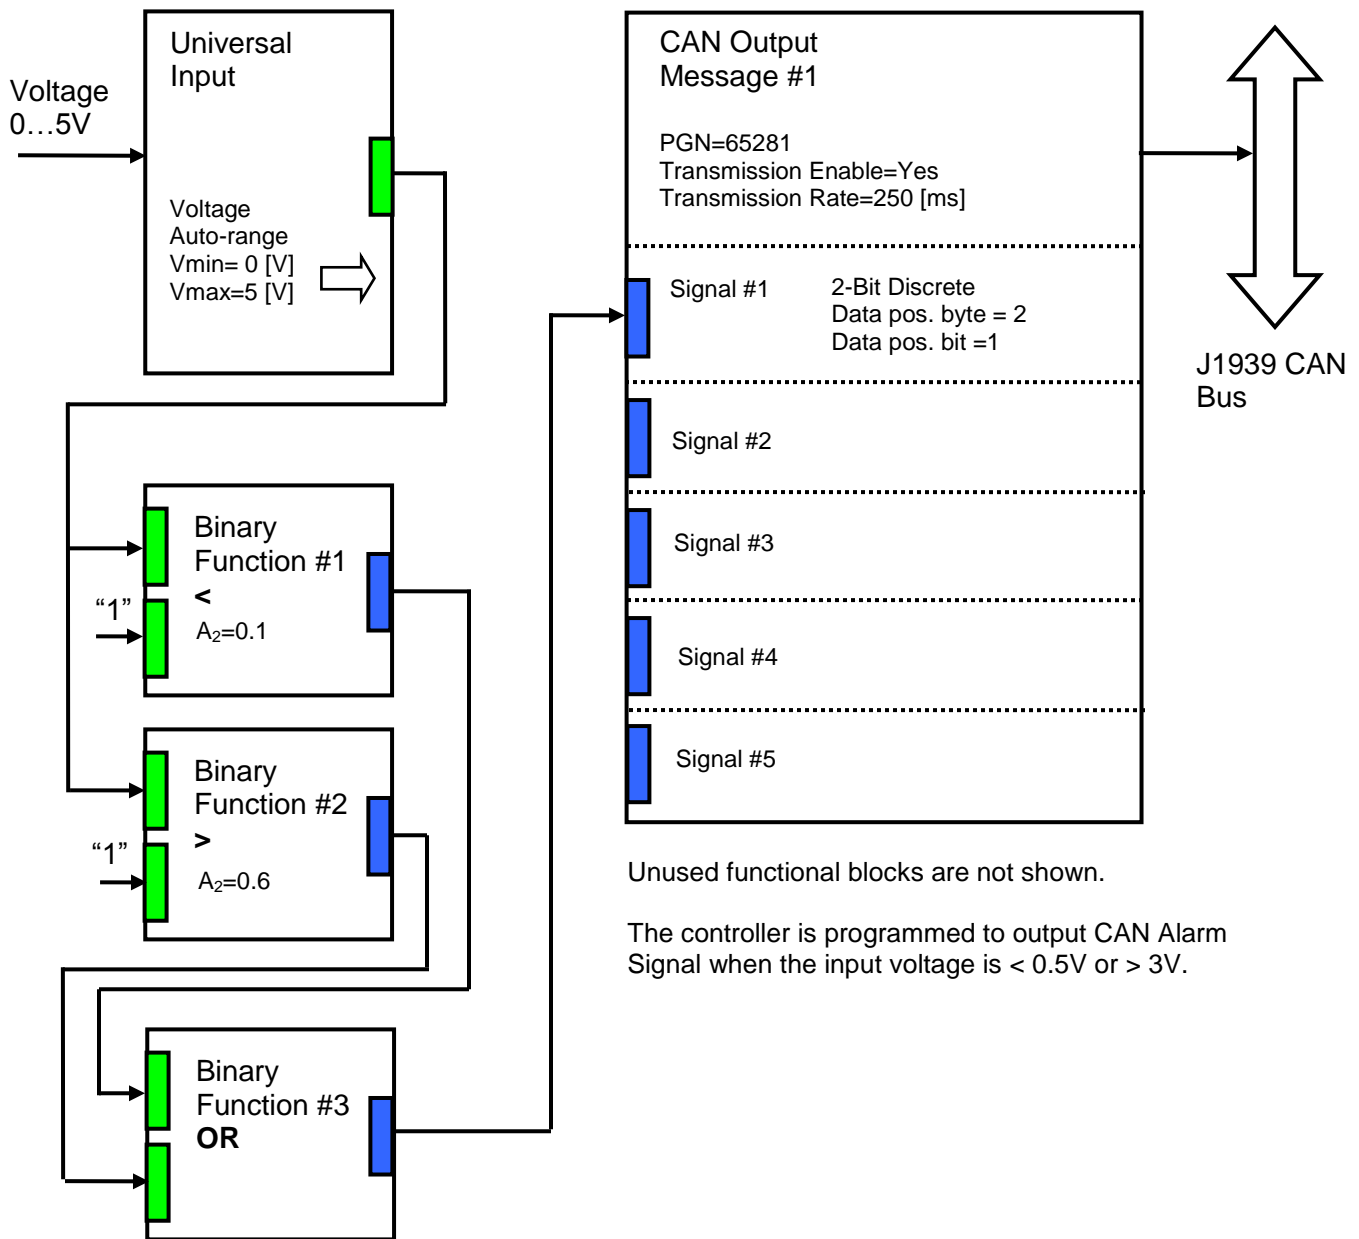 Universal
Input
Voltage
0…5V
Voltage
Auto-range
Vmin= 0 [V]
Vmax=5 [V]
Binary
Function #1
<
“1”
A₂=0.1
Binary
Function #2
>
“1”
A₂=0.6
Binary
Function #3
OR
CAN Output
Message #1
PGN=65281
Transmission Enable=Yes
Transmission Rate=250 [ms]
Signal #1
2-Bit Discrete
Data pos. byte = 2
Data pos. bit =1
Signal #2
Signal #3
Signal #4
Signal #5
J1939 CAN
Bus
Unused functional blocks are not shown.
The controller is programmed to output CAN Alarm
Signal when the input voltage is < 0.5V or > 3V.